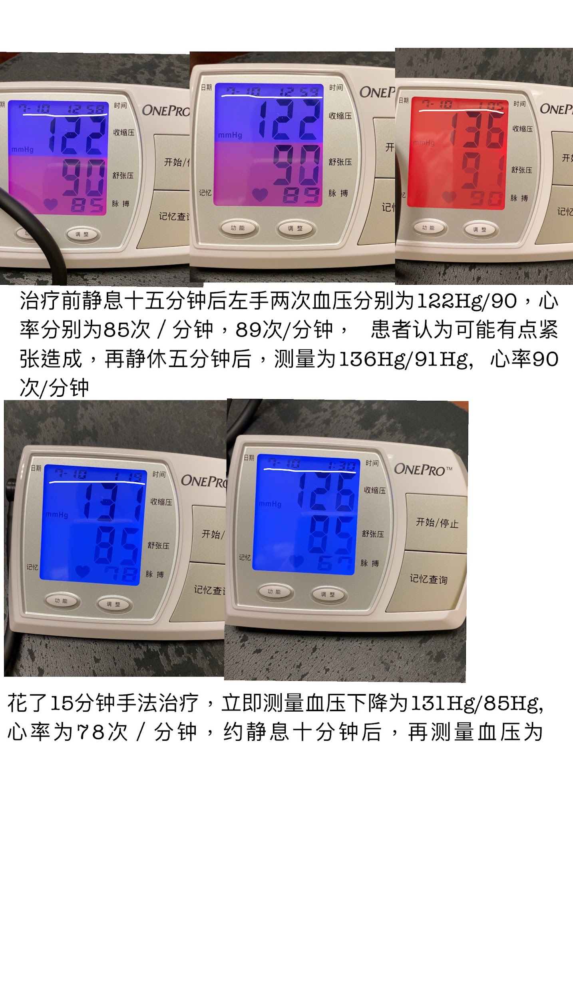 日期 7-10 12 59 时间
ONEP
122 收缩压
mmHg
90 舒张压
记忆 89 脉 搏
开
记忆
功 能 调 整
期 7-10 12 58 时间
ONEPRO
122 收缩压
mmHg
90 舒张压
85 脉 搏
开始/
记忆查询
功 调 整
日期 7-10 1 05 时间
ONEP
136 收缩压
mmHg
91 舒张压
忆 90 脉 搏
开
记忆
功 能 调 整
治疗前静息十五分钟后左手两次血压分别为122Hg/90，心
率分别为85次 / 分钟，89次/分钟， 患者认为可能有点紧
张造成，再静休五分钟后，测量为136Hg/91Hg, 心率90
次/分钟
日期 7-10 1 19 时间
ONEPRO
131 收缩压
mmHg
85 舒张压
记忆 78 脉 搏
开始/
记忆查询
功 能 调 整
日期 7-10 1:30 时间
ONEPRO™
126 收缩压
mmHg
85 舒张压
记忆 67 脉 搏
开始/停止
记忆查询
功 能 调 整
花了15分钟手法治疗，立即测量血压下降为131Hg/85Hg,
心率为78次 / 分钟，约静息十分钟后，再测量血压为